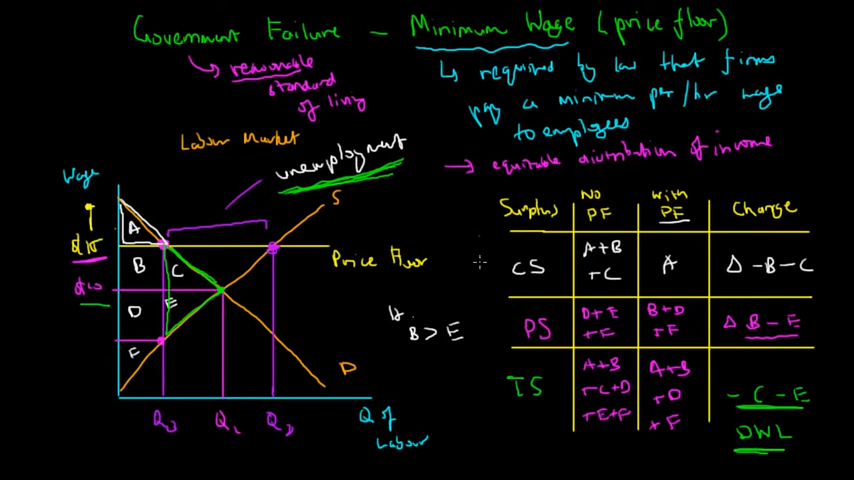 Government Failure – Minimum Wage (price floor)
↳ reasonable
standard
of living
↳ required by law that firms
pay a minimum per/hr wage
to employees
→ equitable distribution of income
Labour Market
unemployment
Wage
$15
$10
A
B
C
D
E
F
S
Price Floor
D
If
B > E
Q of
Labour
Q1
Surplus
No
PF
with
PF
Change
CS
A+B
+C
A
Δ -B-C
PS
D+E
+F
B+D
+F
Δ B-E
TS
A+B
+C+D
+E+F
A+B
+D
+F
-C-E
DWL